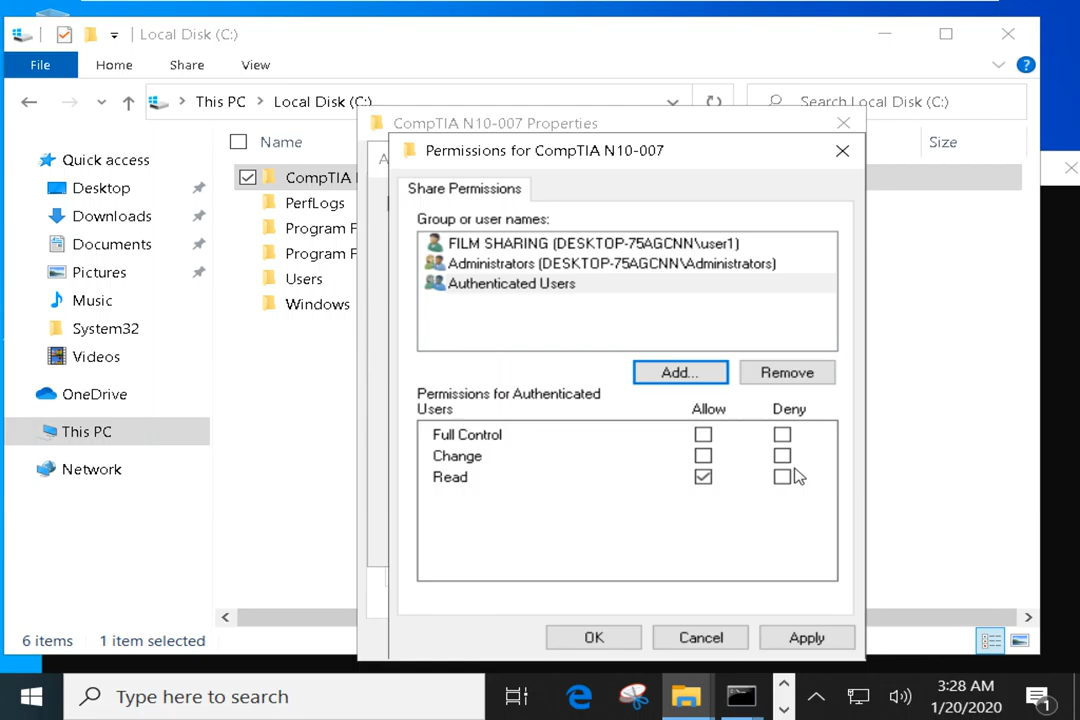 Local Disk (C:)
File Home Share View
This PC > Local Disk (C:) Search Local Disk (C:)
Name Size
Quick access
Desktop
Downloads
Documents
Pictures
Music
System32
Videos
OneDrive
This PC
Network
CompTIA
PerfLogs
Program F
Program F
Users
Windows
CompTIA N10-007 Properties
Permissions for CompTIA N10-007
Share Permissions
Group or user names:
FILM SHARING (DESKTOP-75AGCNN\user1)
Administrators (DESKTOP-75AGCNN\Administrators)
Authenticated Users
Add... Remove
Permissions for Authenticated
Users Allow Deny
Full Control
Change
Read
OK Cancel Apply
6 items 1 item selected
Type here to search
3:28 AM
1/20/2020
1